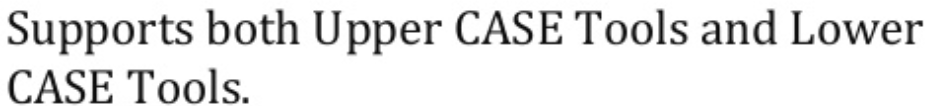 Supports both Upper CASE Tools and Lower
CASE Tools.